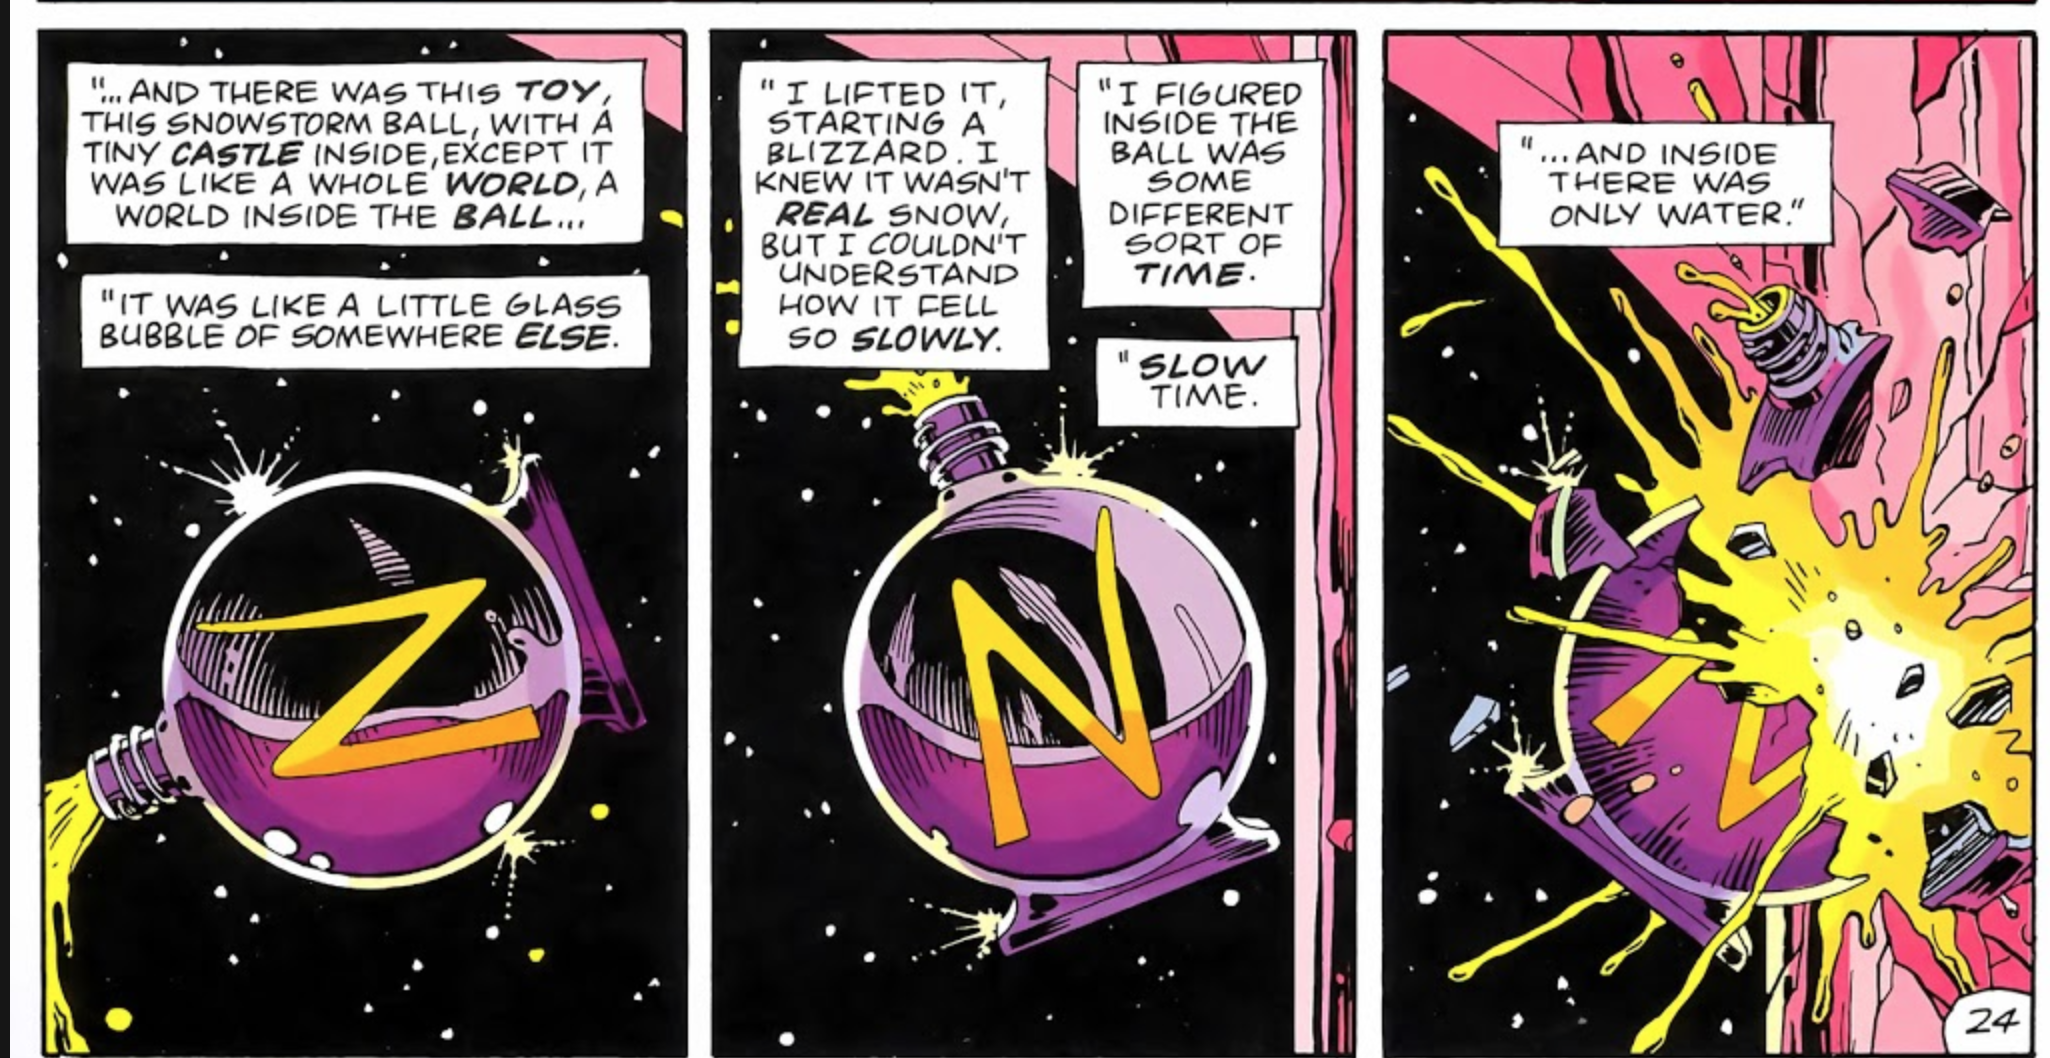 "...AND THERE WAS THIS TOY,
THIS SNOWSTORM BALL, WITH A
TINY CASTLE INSIDE, EXCEPT IT
WAS LIKE A WHOLE WORLD, A
WORLD INSIDE THE BALL...
"IT WAS LIKE A LITTLE GLASS
BUBBLE OF SOMEWHERE ELSE.
Z
"I LIFTED IT,
STARTING A
BLIZZARD. I
KNEW IT WASN'T
REAL SNOW,
BUT I COULDN'T
UNDERSTAND
HOW IT FELL
SO SLOWLY.
"I FIGURED
INSIDE THE
BALL WAS
SOME
DIFFERENT
SORT OF
TIME.
"SLOW
TIME.
N
"...AND INSIDE
THERE WAS
ONLY WATER."
24